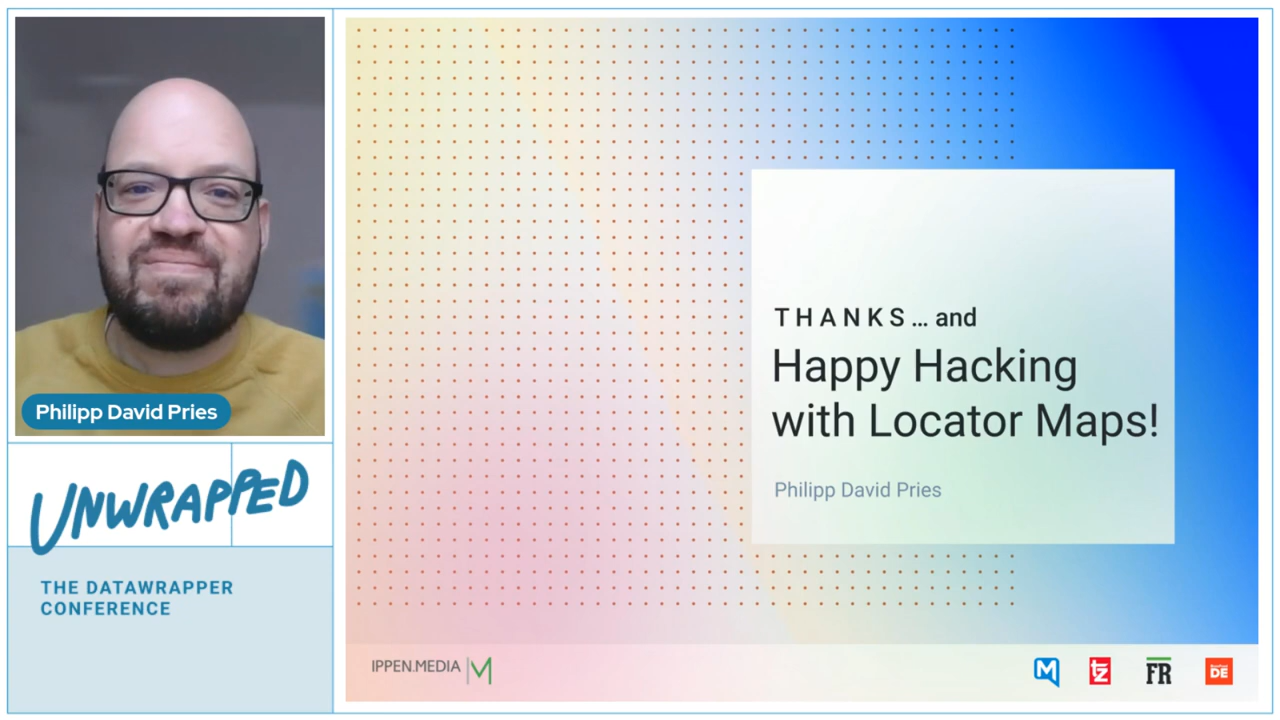 Philipp David Pries
UNWRAPPED
THE DATAWRAPPER
CONFERENCE
THANKS … and
Happy Hacking
with Locator Maps!
Philipp David Pries
IPPEN.MEDIA
M
tz
FR
DE